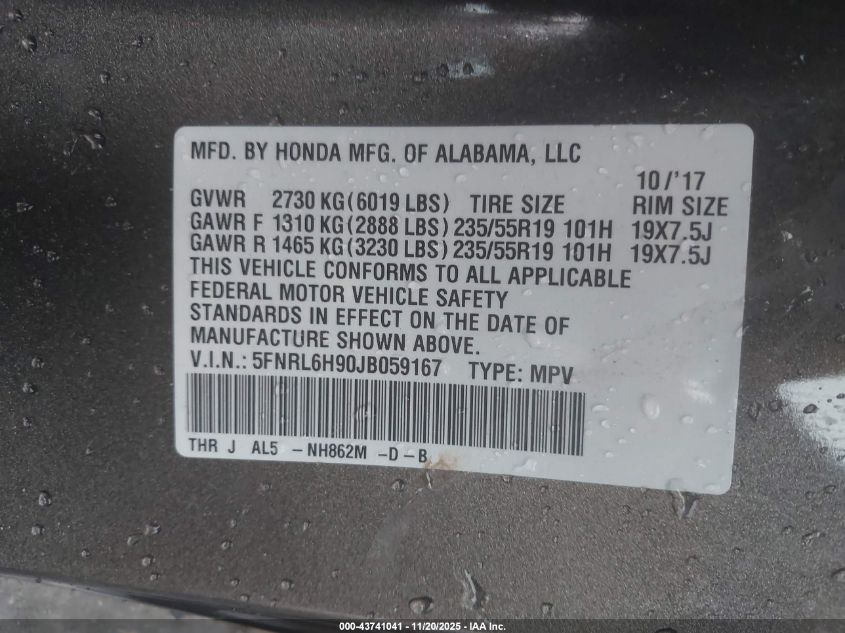 MFD. BY HONDA MFG. OF ALABAMA, LLC
10/'17
GVWR 2730 KG(6019 LBS) TIRE SIZE RIM SIZE
GAWR F 1310 KG(2888 LBS) 235/55R19 101H 19X7.5J
GAWR R 1465 KG(3230 LBS) 235/55R19 101H 19X7.5J
THIS VEHICLE CONFORMS TO ALL APPLICABLE
FEDERAL MOTOR VEHICLE SAFETY
STANDARDS IN EFFECT ON THE DATE OF
MANUFACTURE SHOWN ABOVE.
V.I.N.: 5FNRL6H90JB059167 TYPE: MPV
THR J AL5 -NH862M -D-B
000-43741041 - 11/20/2025 - IAA Inc.